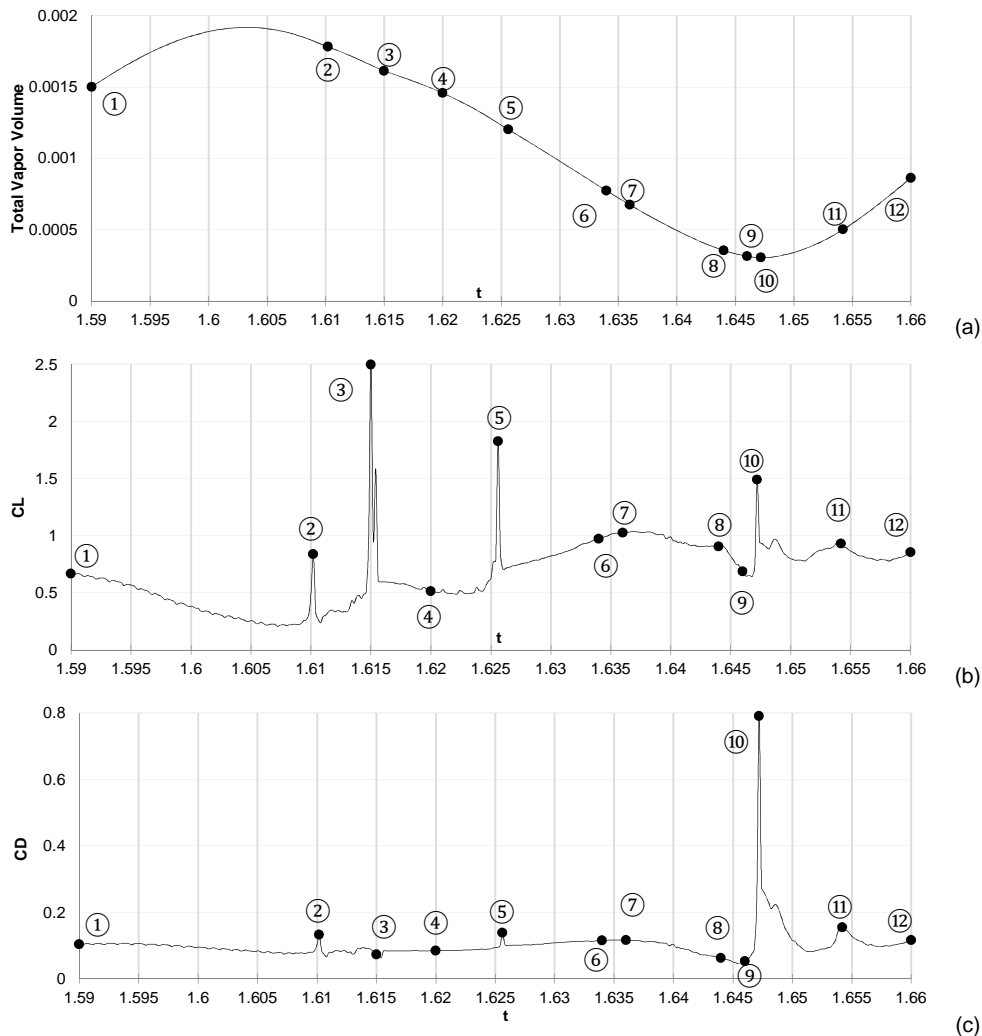 0.002
0.0015
0.001
0.0005
0
Total Vapor Volume
① ② ③ ④ ⑤ ⑥ ⑦ ⑧ ⑨ ⑩ ⑪ ⑫
t
1.59 1.595 1.6 1.605 1.61 1.615 1.62 1.625 1.63 1.635 1.64 1.645 1.65 1.655 1.66
(a)
2.5
2
1.5
1
0.5
0
CL
① ② ③ ④ ⑤ ⑥ ⑦ ⑧ ⑨ ⑩ ⑪ ⑫
t
1.59 1.595 1.6 1.605 1.61 1.615 1.62 1.625 1.63 1.635 1.64 1.645 1.65 1.655 1.66
(b)
0.8
0.6
0.4
0.2
0
CD
① ② ③ ④ ⑤ ⑥ ⑦ ⑧ ⑨ ⑩ ⑪ ⑫
1.59 1.595 1.6 1.605 1.61 1.615 1.62 1.625 1.63 1.635 1.64 1.645 1.65 1.655 1.66
t
(c)